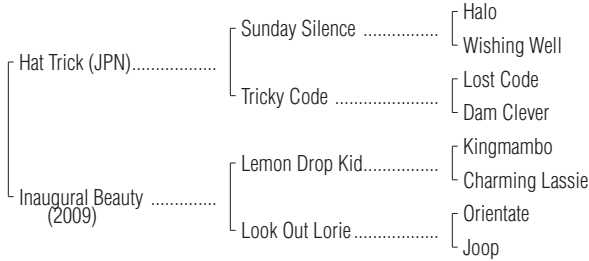 Halo
Sunday Silence ................
Wishing Well
Hat Trick (JPN)..................
Lost Code
Tricky Code ......................
Dam Clever
Kingmambo
Lemon Drop Kid................
Charming Lassie
Inaugural Beauty ..............
(2009)
Orientate
Look Out Lorie ..................
Joop